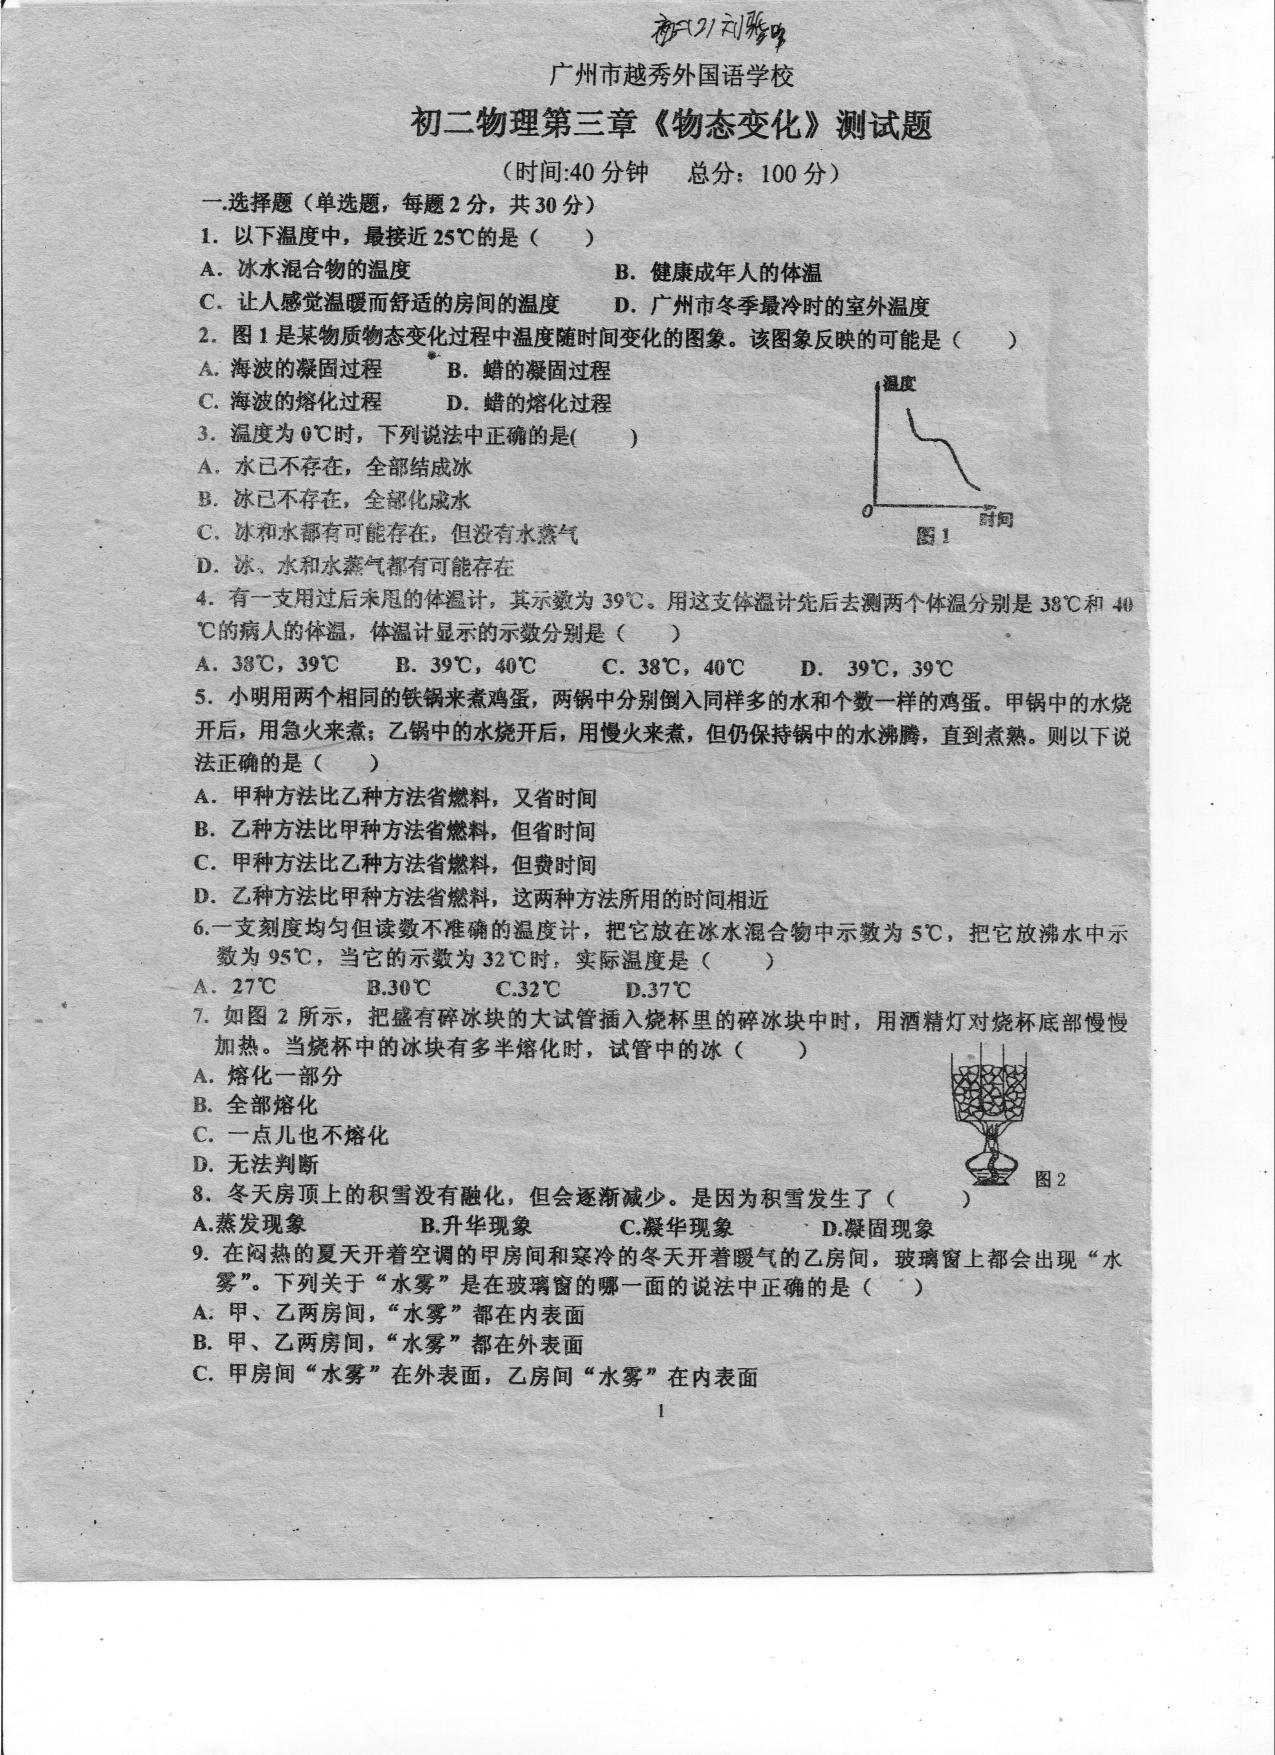 初二(2)刘
广州市越秀外国语学校
初二物理第三章《物态变化》测试题
（时间:40 分钟 总分：100 分）
一.选择题（单选题，每题 2 分，共 30 分）
1．以下温度中，最接近 25℃的是（ ）
A．冰水混合物的温度 B．健康成年人的体温
C．让人感觉温暖而舒适的房间的温度 D．广州市冬季最冷时的室外温度
2．图 1 是某物质物态变化过程中温度随时间变化的图象。该图象反映的可能是（ ）
A. 海波的凝固过程 B．蜡的凝固过程
C. 海波的熔化过程 D．蜡的熔化过程
温度
O
时间
图 1
3．温度为 0℃时，下列说法中正确的是( )
A．水已不存在，全部结成冰
B．冰已不存在，全部化成水
C．冰和水都有可能存在，但没有水蒸气
D．冰、水和水蒸气都有可能存在
4．有一支用过后未甩的体温计，其示数为 39℃。用这支体温计先后去测两个体温分别是 38℃和 40
℃的病人的体温，体温计显示的示数分别是（ ）
A．38℃，39℃ B．39℃，40℃ C．38℃，40℃ D． 39℃，39℃
5．小明用两个相同的铁锅来煮鸡蛋，两锅中分别倒入同样多的水和个数一样的鸡蛋。甲锅中的水烧
开后，用急火来煮；乙锅中的水烧开后，用慢火来煮，但仍保持锅中的水沸腾，直到煮熟。则以下说
法正确的是（ ）
A．甲种方法比乙种方法省燃料，又省时间
B．乙种方法比甲种方法省燃料，但省时间
C．甲种方法比乙种方法省燃料，但费时间
D．乙种方法比甲种方法省燃料，这两种方法所用的时间相近
6.一支刻度均匀但读数不准确的温度计，把它放在冰水混合物中示数为 5℃，把它放沸水中示
数为 95℃，当它的示数为 32℃时，实际温度是（ ）
A．27℃ B.30℃ C.32℃ D.37℃
7. 如图 2 所示，把盛有碎冰块的大试管插入烧杯里的碎冰块中时，用酒精灯对烧杯底部慢慢
加热。当烧杯中的冰块有多半熔化时，试管中的冰（ ）
A. 熔化一部分
B. 全部熔化
C. 一点儿也不熔化
D. 无法判断
图 2
8．冬天房顶上的积雪没有融化，但会逐渐减少。是因为积雪发生了（ ）
A.蒸发现象 B.升华现象 C.凝华现象 D.凝固现象
9. 在闷热的夏天开着空调的甲房间和寒冷的冬天开着暖气的乙房间，玻璃窗上都会出现“水
雾”。下列关于“水雾”是在玻璃窗的哪一面的说法中正确的是（ ）
A. 甲、乙两房间，“水雾”都在内表面
B. 甲、乙两房间，“水雾”都在外表面
C. 甲房间“水雾”在外表面，乙房间“水雾”在内表面
1